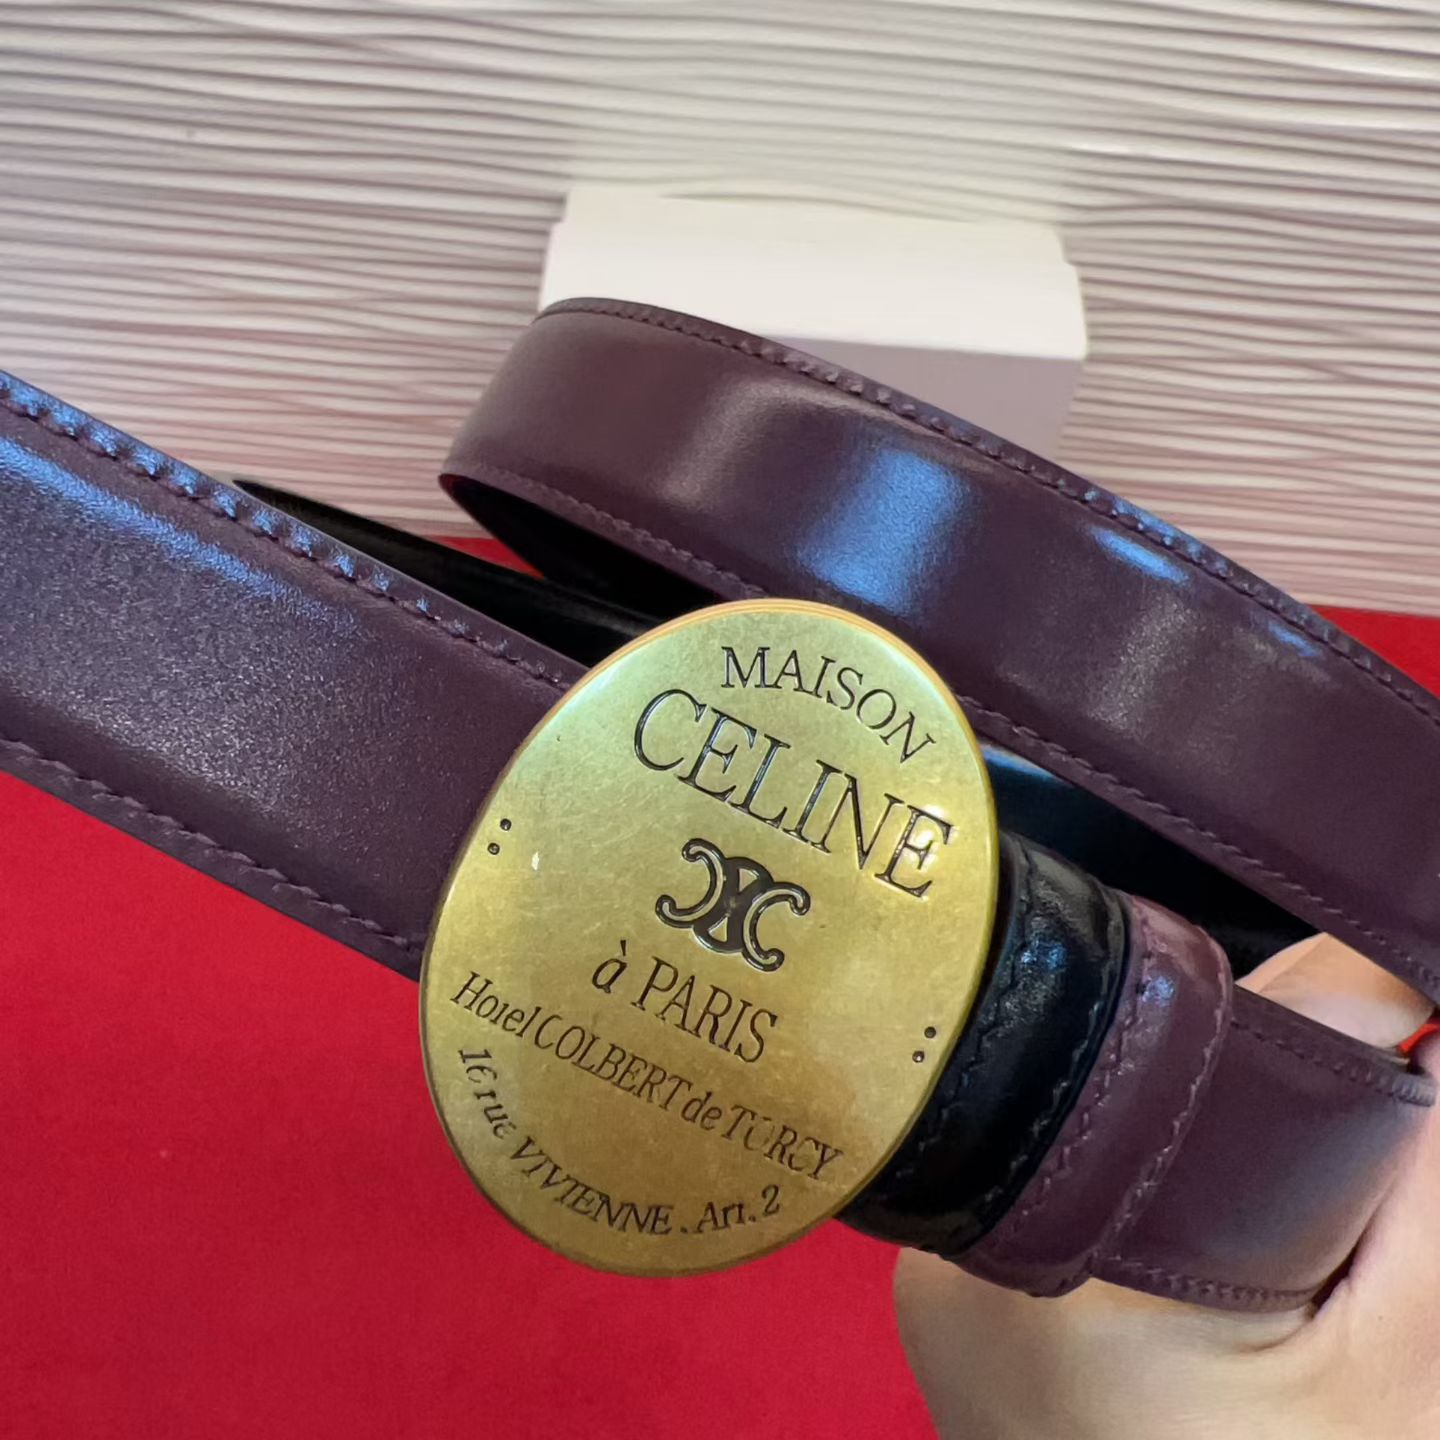 MAISON
CELINE
à PARIS
Hotel COLBERT de TORCY
16 rue VIVIENNE . Art. 2